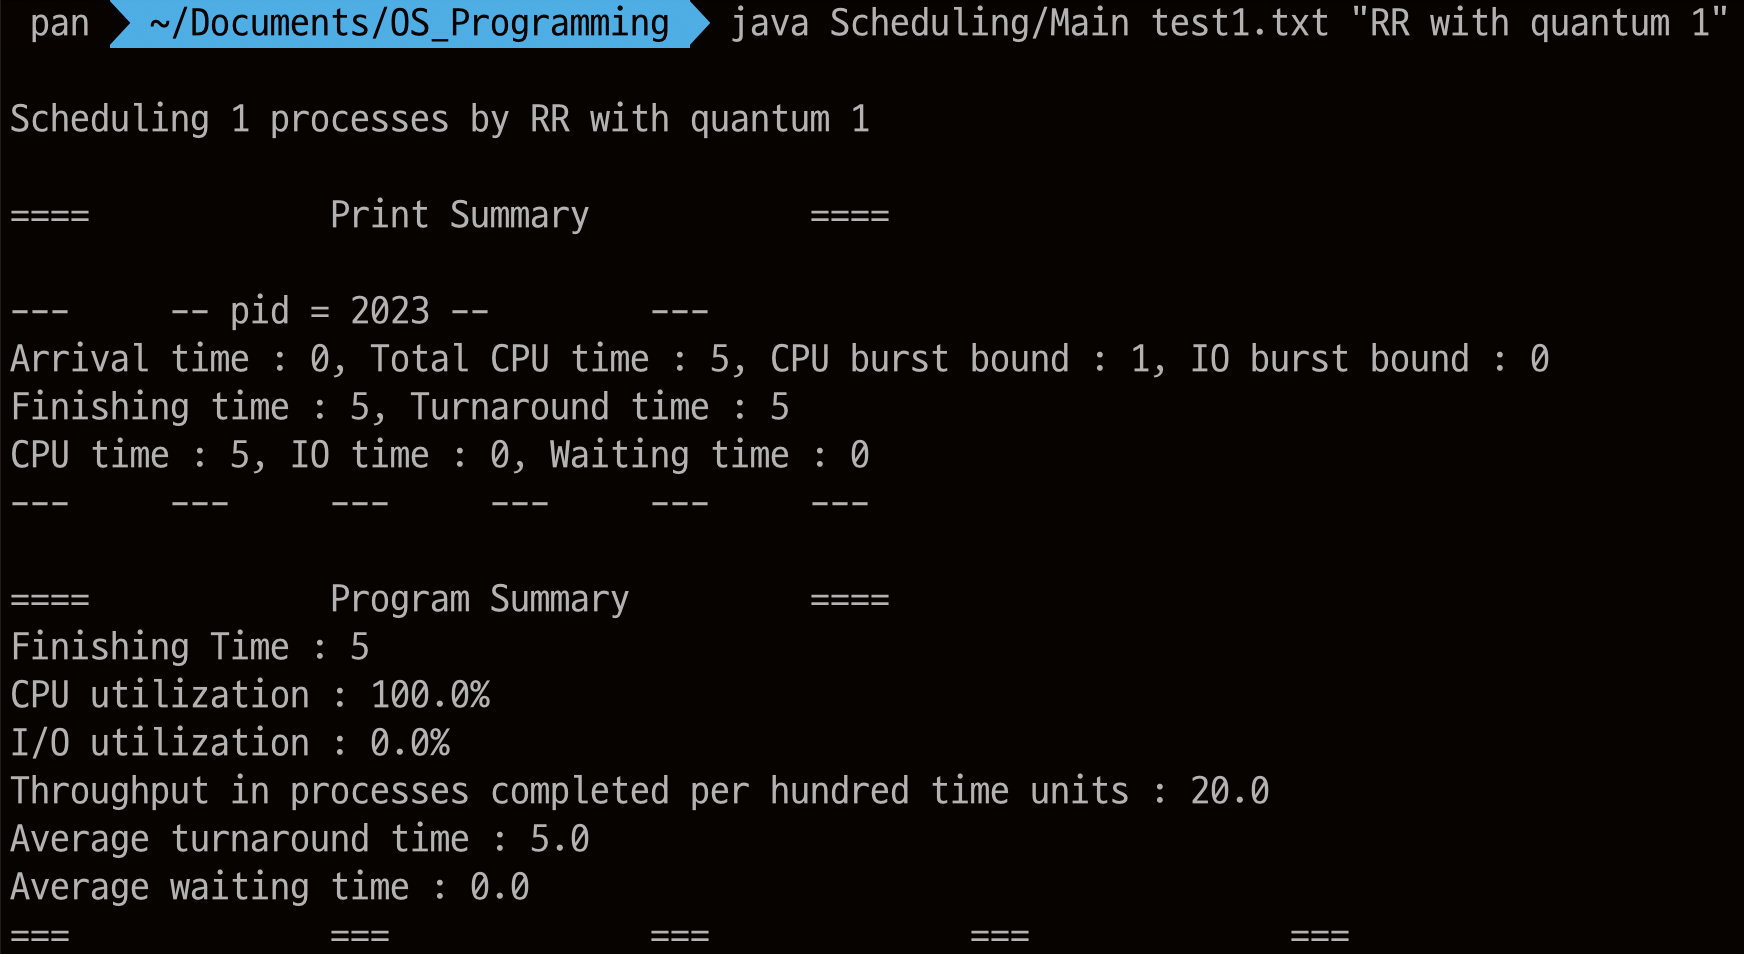 pan ~/Documents/OS_Programming java Scheduling/Main test1.txt "RR with quantum 1"
Scheduling 1 processes by RR with quantum 1
==== Print Summary ====
--- -- pid = 2023 -- ---
Arrival time : 0, Total CPU time : 5, CPU burst bound : 1, IO burst bound : 0
Finishing time : 5, Turnaround time : 5
CPU time : 5, IO time : 0, Waiting time : 0
--- --- --- --- --- ---
==== Program Summary ====
Finishing Time : 5
CPU utilization : 100.0%
I/O utilization : 0.0%
Throughput in processes completed per hundred time units : 20.0
Average turnaround time : 5.0
Average waiting time : 0.0
=== === === === ===